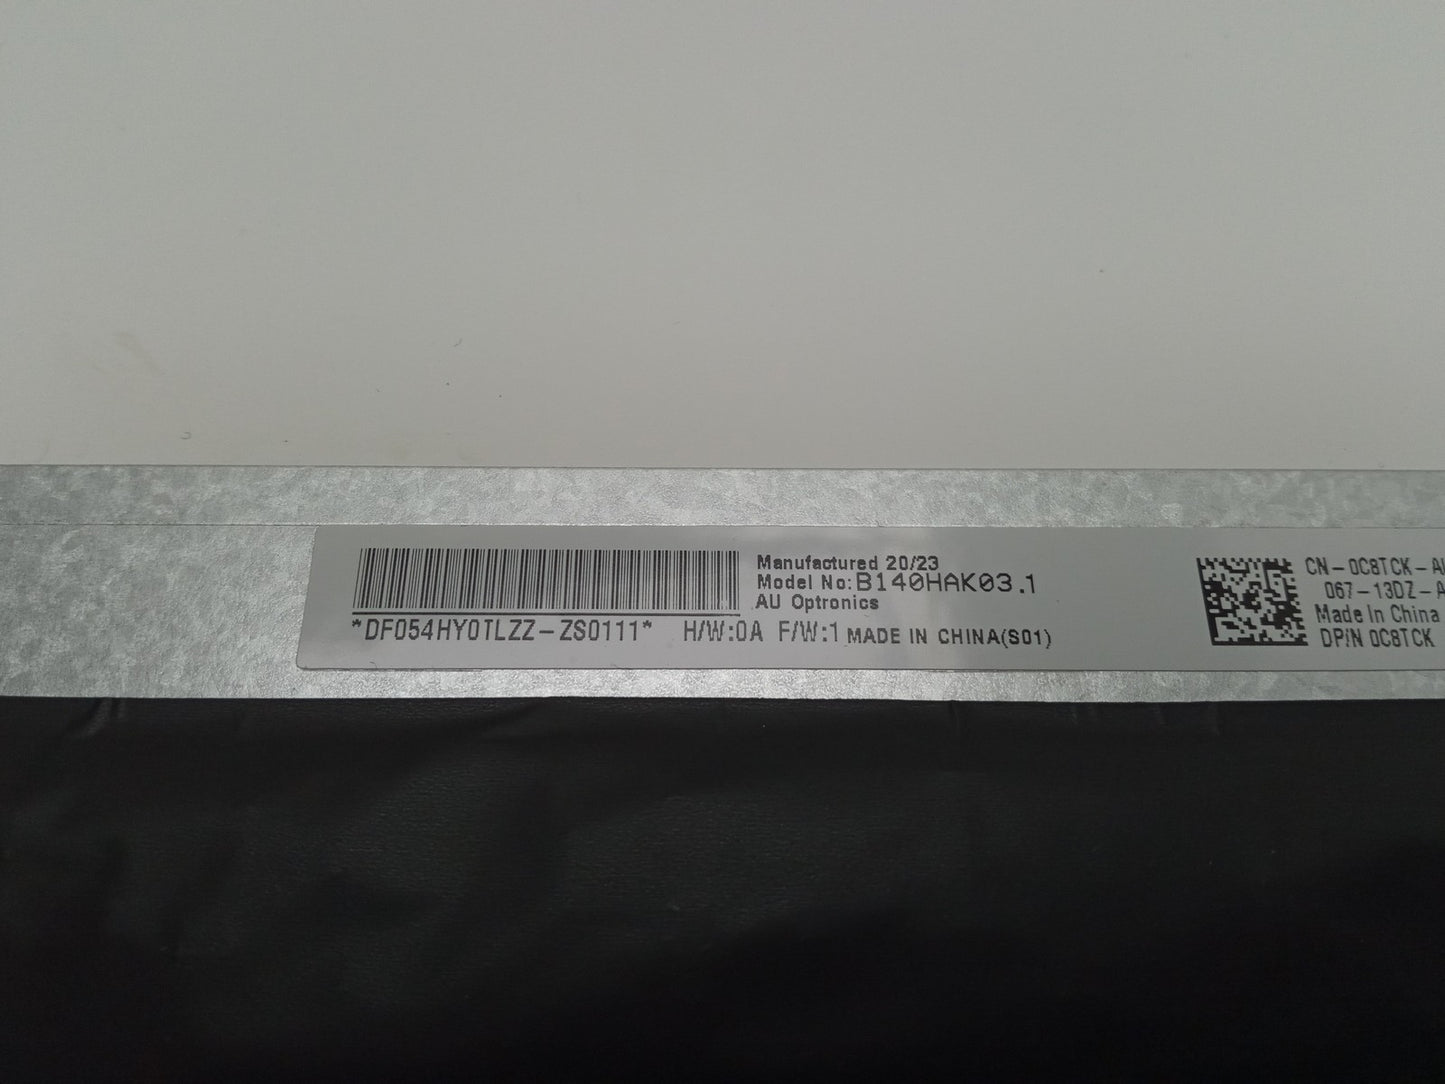 Manufactured 20/23
Model No:B140HAK03.1
AU Optronics
*DF054HY0TLZZ-ZS0111* H/W:0A F/W:1 MADE IN CHINA(S01)
CN-0C8TCK-
067-13DZ-
Made In China
DP/N 0C8TCK